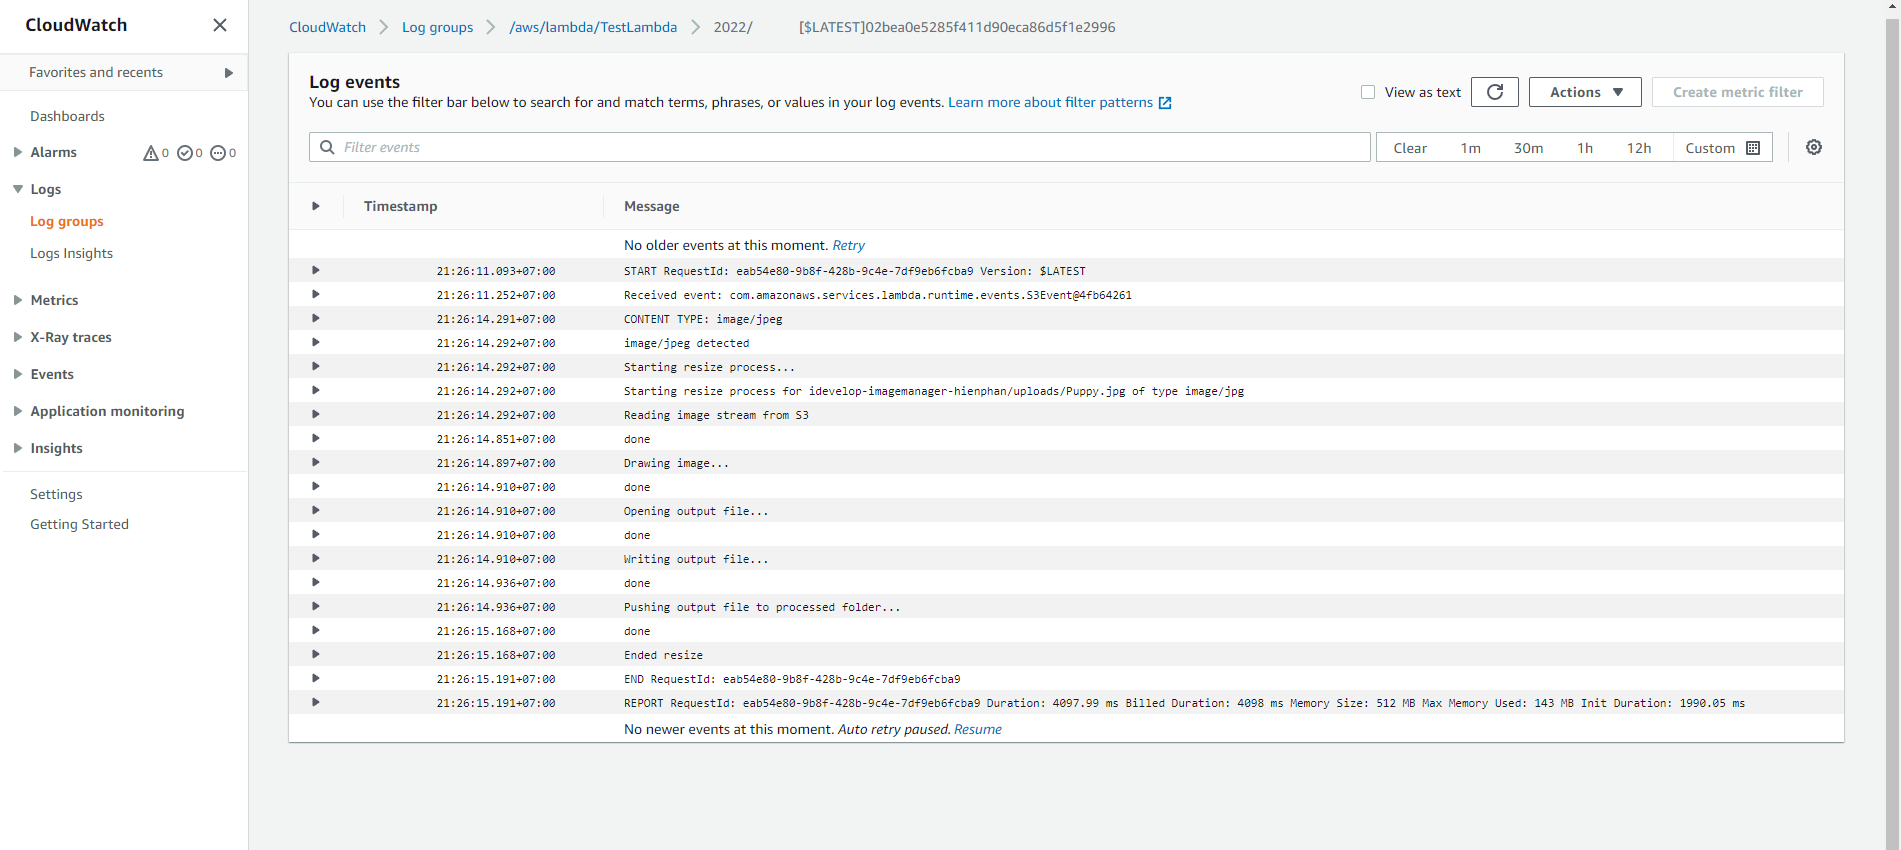 CloudWatch
Favorites and recents
Dashboards
Alarms 0 0 0
Logs
Log groups
Logs Insights
Metrics
X-Ray traces
Events
Application monitoring
Insights
Settings
Getting Started
CloudWatch Log groups /aws/lambda/TestLambda 2022/ [$LATEST]02bea0e5285f411d90eca86d5f1e2996
Log events
You can use the filter bar below to search for and match terms, phrases, or values in your log events. Learn more about filter patterns
View as text Actions Create metric filter
Filter events Clear 1m 30m 1h 12h Custom
Timestamp Message
No older events at this moment. Retry
21:26:11.093+07:00 START RequestId: eab54e80-9b8f-428b-9c4e-7df9eb6fcba9 Version: $LATEST
21:26:11.252+07:00 Received event: com.amazonaws.services.lambda.runtime.events.S3Event@4fb64261
21:26:14.291+07:00 CONTENT TYPE: image/jpeg
21:26:14.292+07:00 image/jpeg detected
21:26:14.292+07:00 Starting resize process...
21:26:14.292+07:00 Starting resize process for idevelop-imagemanager-hienphan/uploads/Puppy.jpg of type image/jpg
21:26:14.292+07:00 Reading image stream from S3
21:26:14.851+07:00 done
21:26:14.897+07:00 Drawing image...
21:26:14.910+07:00 done
21:26:14.910+07:00 Opening output file...
21:26:14.910+07:00 done
21:26:14.910+07:00 Writing output file...
21:26:14.936+07:00 done
21:26:14.936+07:00 Pushing output file to processed folder...
21:26:15.168+07:00 done
21:26:15.168+07:00 Ended resize
21:26:15.191+07:00 END RequestId: eab54e80-9b8f-428b-9c4e-7df9eb6fcba9
21:26:15.191+07:00 REPORT RequestId: eab54e80-9b8f-428b-9c4e-7df9eb6fcba9 Duration: 4097.99 ms Billed Duration: 4098 ms Memory Size: 512 MB Max Memory Used: 143 MB Init Duration: 1990.05 ms
No newer events at this moment. Auto retry paused. Resume